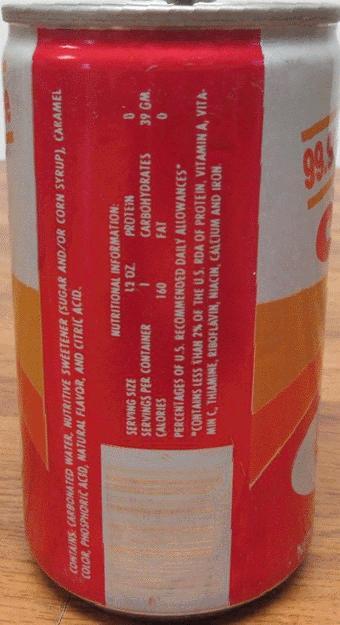 CONTAINS: CARBONATED WATER, NUTRITIVE SWEETENER (SUGAR AND/OR CORN SYRUP), CARAMEL
COLOR, PHOSPHORIC ACID, NATURAL FLAVOR, AND CITRIC ACID.
NUTRITIONAL INFORMATION:
SERVING SIZE 12 OZ. PROTEIN 0
SERVINGS PER CONTAINER 1 CARBOHYDRATES 39 GM.
CALORIES 160 FAT 0
PERCENTAGES OF U.S. RECOMMENDED DAILY ALLOWANCES*
*CONTAINS LESS THAN 2% OF THE U.S. RDA OF PROTEIN, VITAMIN A, VITA-
MIN C, THIAMINE, RIBOFLAVIN, NIACIN, CALCIUM AND IRON.